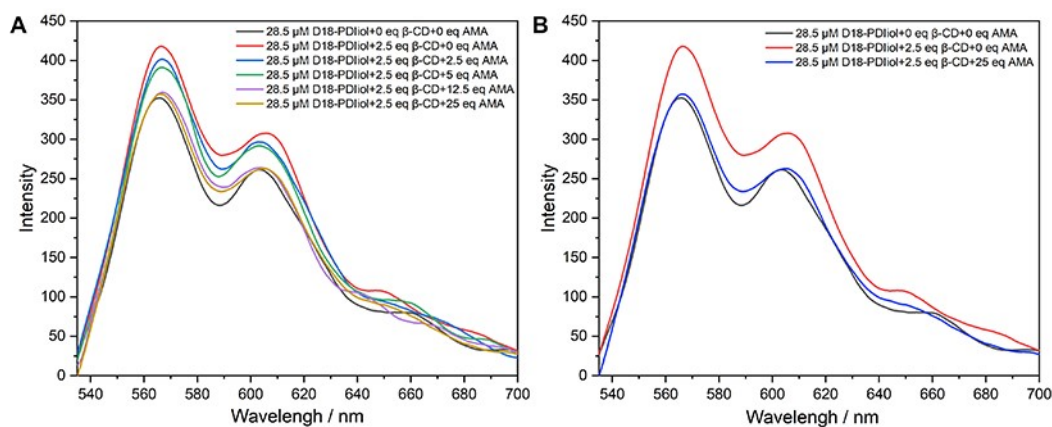 A
28.5 μM D18-PDIiol+0 eq β-CD+0 eq AMA
28.5 μM D18-PDIiol+2.5 eq β-CD+0 eq AMA
28.5 μM D18-PDIiol+2.5 eq β-CD+2.5 eq AMA
28.5 μM D18-PDIiol+2.5 eq β-CD+5 eq AMA
28.5 μM D18-PDIiol+2.5 eq β-CD+12.5 eq AMA
28.5 μM D18-PDIiol+2.5 eq β-CD+25 eq AMA
450
400
350
300
250
200
150
100
50
0
Intensity
540 560 580 600 620 640 660 680 700
Wavelengh / nm
B
28.5 μM D18-PDIiol+0 eq β-CD+0 eq AMA
28.5 μM D18-PDIiol+2.5 eq β-CD+0 eq AMA
28.5 μM D18-PDIiol+2.5 eq β-CD+25 eq AMA
450
400
350
300
250
200
150
100
50
0
Intensity
540 560 580 600 620 640 660 680 700
Wavelengh / nm